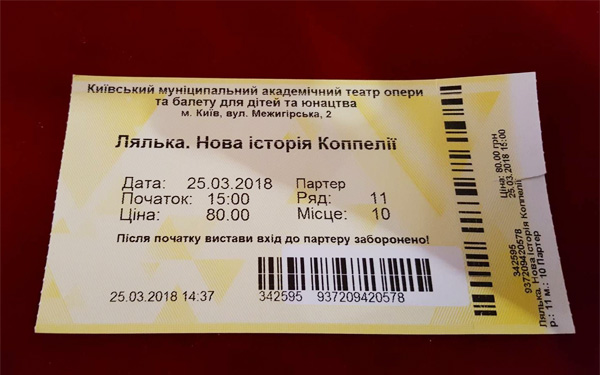 Київський муніципальний академічний театр опери
та балету для дітей та юнацтва
м. Київ, вул. Межигірська, 2
Лялька. Нова історія Коппелії
Дата: 25.03.2018 Партер
Початок: 15:00 Ряд: 11
Ціна: 80.00 Місце: 10
Після початку вистави вхід до партеру заборонено!
25.03.2018 14:37 342595 937209420578
Ціна: 80.00 грн
25.03.2018 15:00
342595
937209420578
Лялька. Нова історія Коппелії
р.: 11 м.: 10 Партер